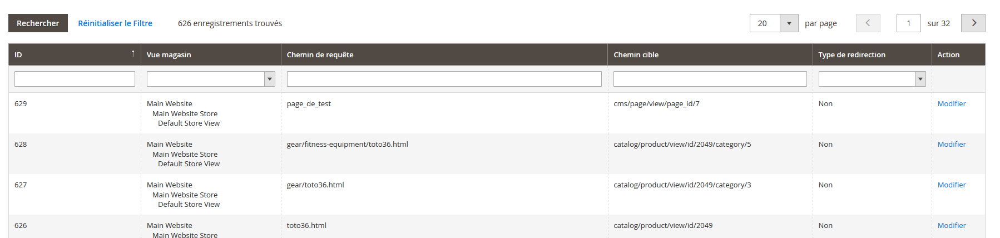 Rechercher Réinitialiser le Filtre 626 enregistrements trouvés 20 par page 1 sur 32
ID ↑ Vue magasin Chemin de requête Chemin cible Type de redirection Action
629 Main Website page_de_test cms/page/view/page_id/7 Non Modifier
Main Website Store
Default Store View
628 Main Website gear/fitness-equipment/toto36.html catalog/product/view/id/2049/category/5 Non Modifier
Main Website Store
Default Store View
627 Main Website gear/toto36.html catalog/product/view/id/2049/category/3 Non Modifier
Main Website Store
Default Store View
626 Main Website toto36.html catalog/product/view/id/2049 Non Modifier
Main Website Store